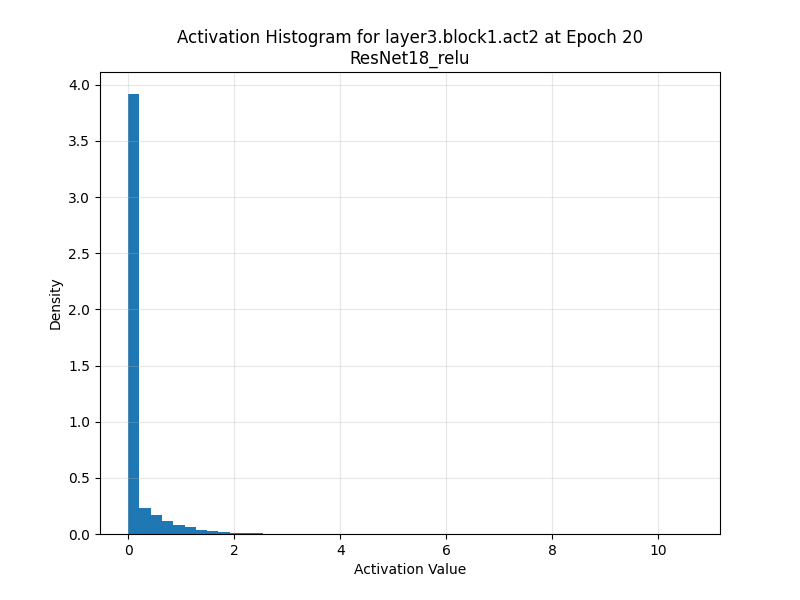 Activation Histogram for layer3.block1.act2 at Epoch 20
ResNet18_relu
4.0
3.5
3.0
2.5
2.0
1.5
1.0
0.5
0.0
Density
0 2 4 6 8 10
Activation Value